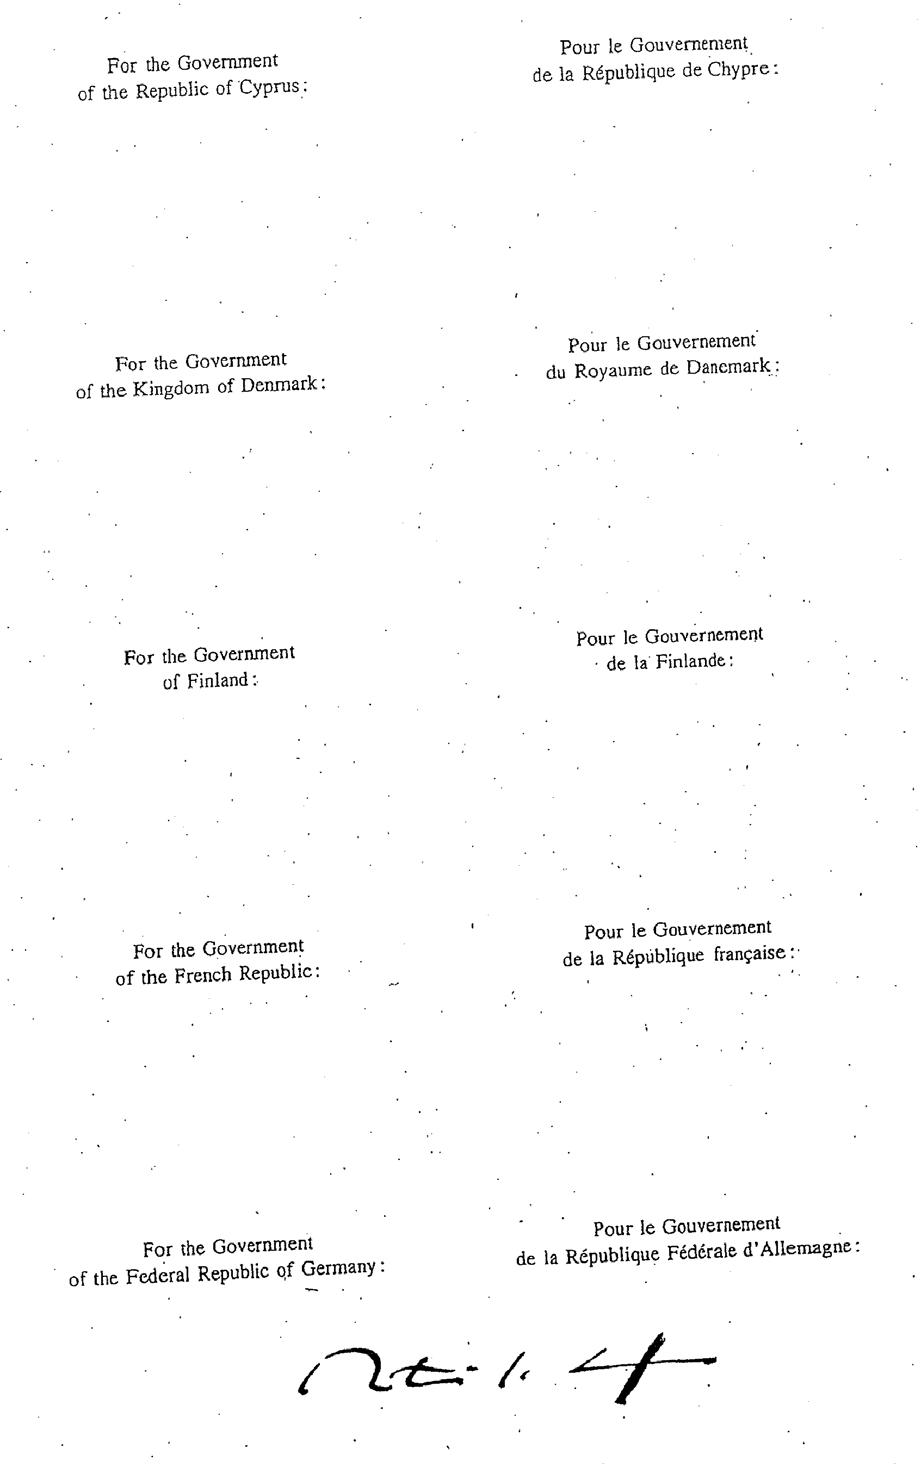 For the Government
of the Republic of Cyprus:
Pour le Gouvernement
de la République de Chypre:
For the Government
of the Kingdom of Denmark:
Pour le Gouvernement
du Royaume de Danemark:
For the Government
of Finland:
Pour le Gouvernement
de la Finlande:
For the Government
of the French Republic:
Pour le Gouvernement
de la République française:
For the Government
of the Federal Republic of Germany:
Pour le Gouvernement
de la République Fédérale d'Allemagne: